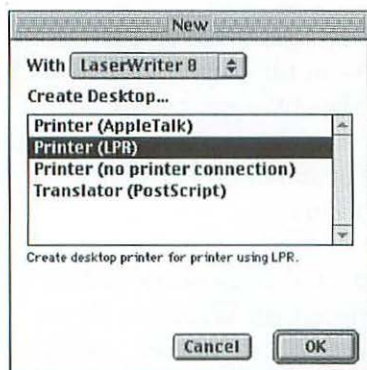 New
With LaserWriter 8
Create Desktop...
Printer (AppleTalk)
Printer (LPR)
Printer (no printer connection)
Translator (PostScript)
Create desktop printer for printer using LPR.
Cancel OK